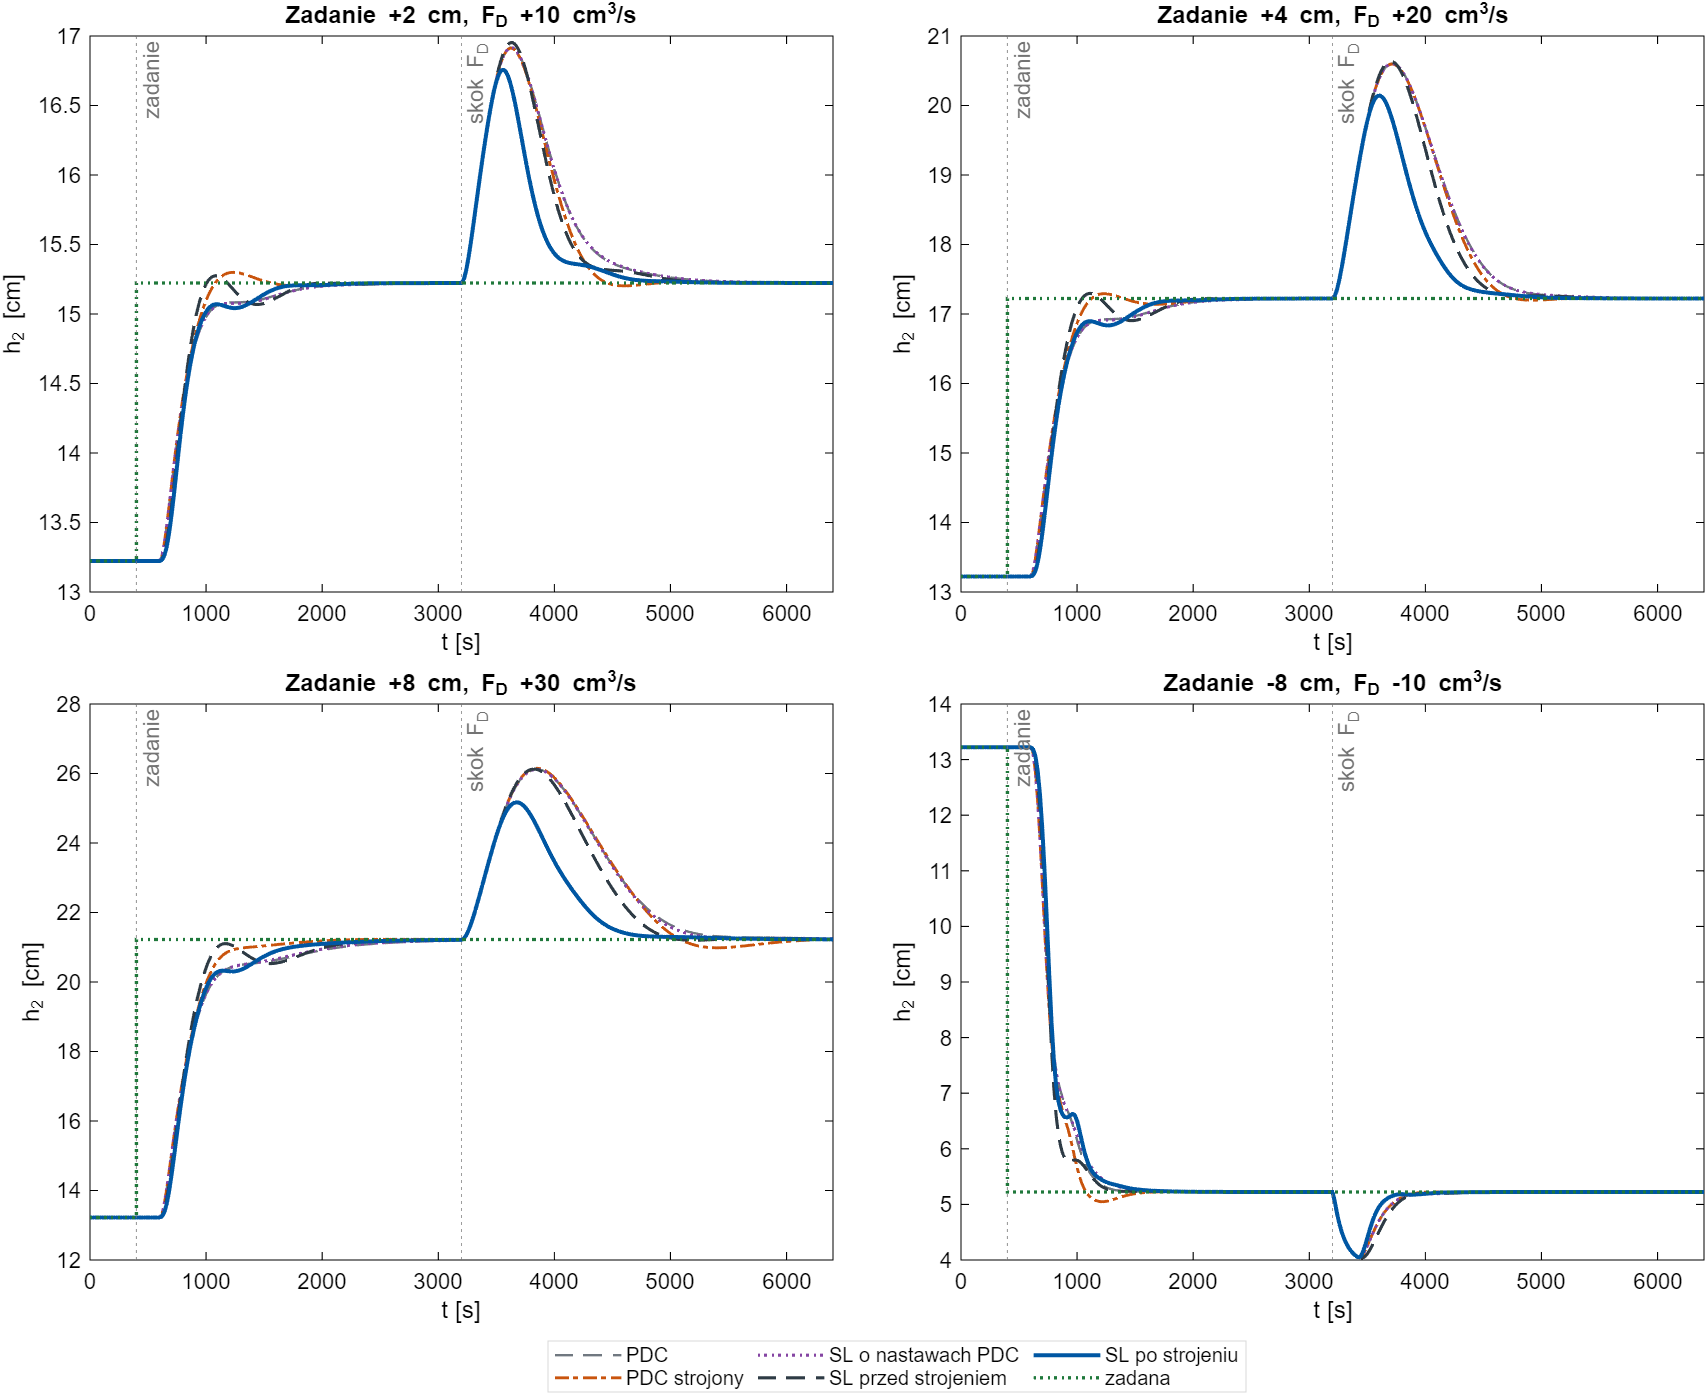 Zadanie +2 cm, F_D +10 cm³/s
17
16.5
16
15.5
15
14.5
14
13.5
13
h₂ [cm]
zadanie
skok F_D
0 1000 2000 3000 4000 5000 6000
t [s]
Zadanie +4 cm, F_D +20 cm³/s
21
20
19
18
17
16
15
14
13
h₂ [cm]
zadanie
skok F_D
0 1000 2000 3000 4000 5000 6000
t [s]
Zadanie +8 cm, F_D +30 cm³/s
28
26
24
22
20
18
16
14
12
h₂ [cm]
zadanie
skok F_D
0 1000 2000 3000 4000 5000 6000
t [s]
Zadanie -8 cm, F_D -10 cm³/s
14
13
12
11
10
9
8
7
6
5
4
h₂ [cm]
zadanie
skok F_D
0 1000 2000 3000 4000 5000 6000
t [s]
PDC SL o nastawach PDC SL po strojeniu
PDC strojony SL przed strojeniem zadana